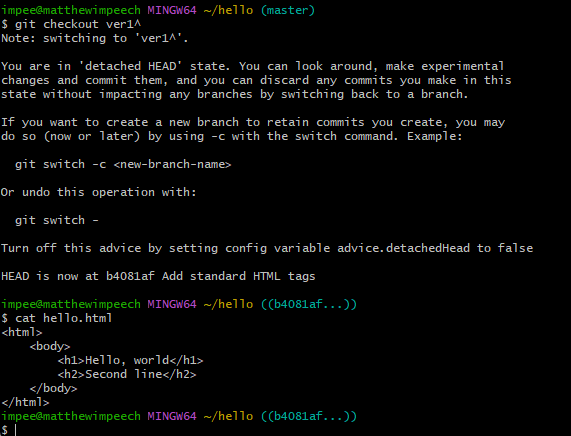 impee@matthewimpeech MINGW64 ~/hello (master)
$ git checkout ver1^
Note: switching to 'ver1^'.
You are in 'detached HEAD' state. You can look around, make experimental
changes and commit them, and you can discard any commits you make in this
state without impacting any branches by switching back to a branch.
If you want to create a new branch to retain commits you create, you may
do so (now or later) by using -c with the switch command. Example:
  git switch -c <new-branch-name>
Or undo this operation with:
  git switch -
Turn off this advice by setting config variable advice.detachedHead to false
HEAD is now at b4081af Add standard HTML tags
impee@matthewimpeech MINGW64 ~/hello ((b4081af...))
$ cat hello.html
<html>
    <body>
        <h1>Hello, world</h1>
        <h2>Second line</h2>
    </body>
</html>
impee@matthewimpeech MINGW64 ~/hello ((b4081af...))
$